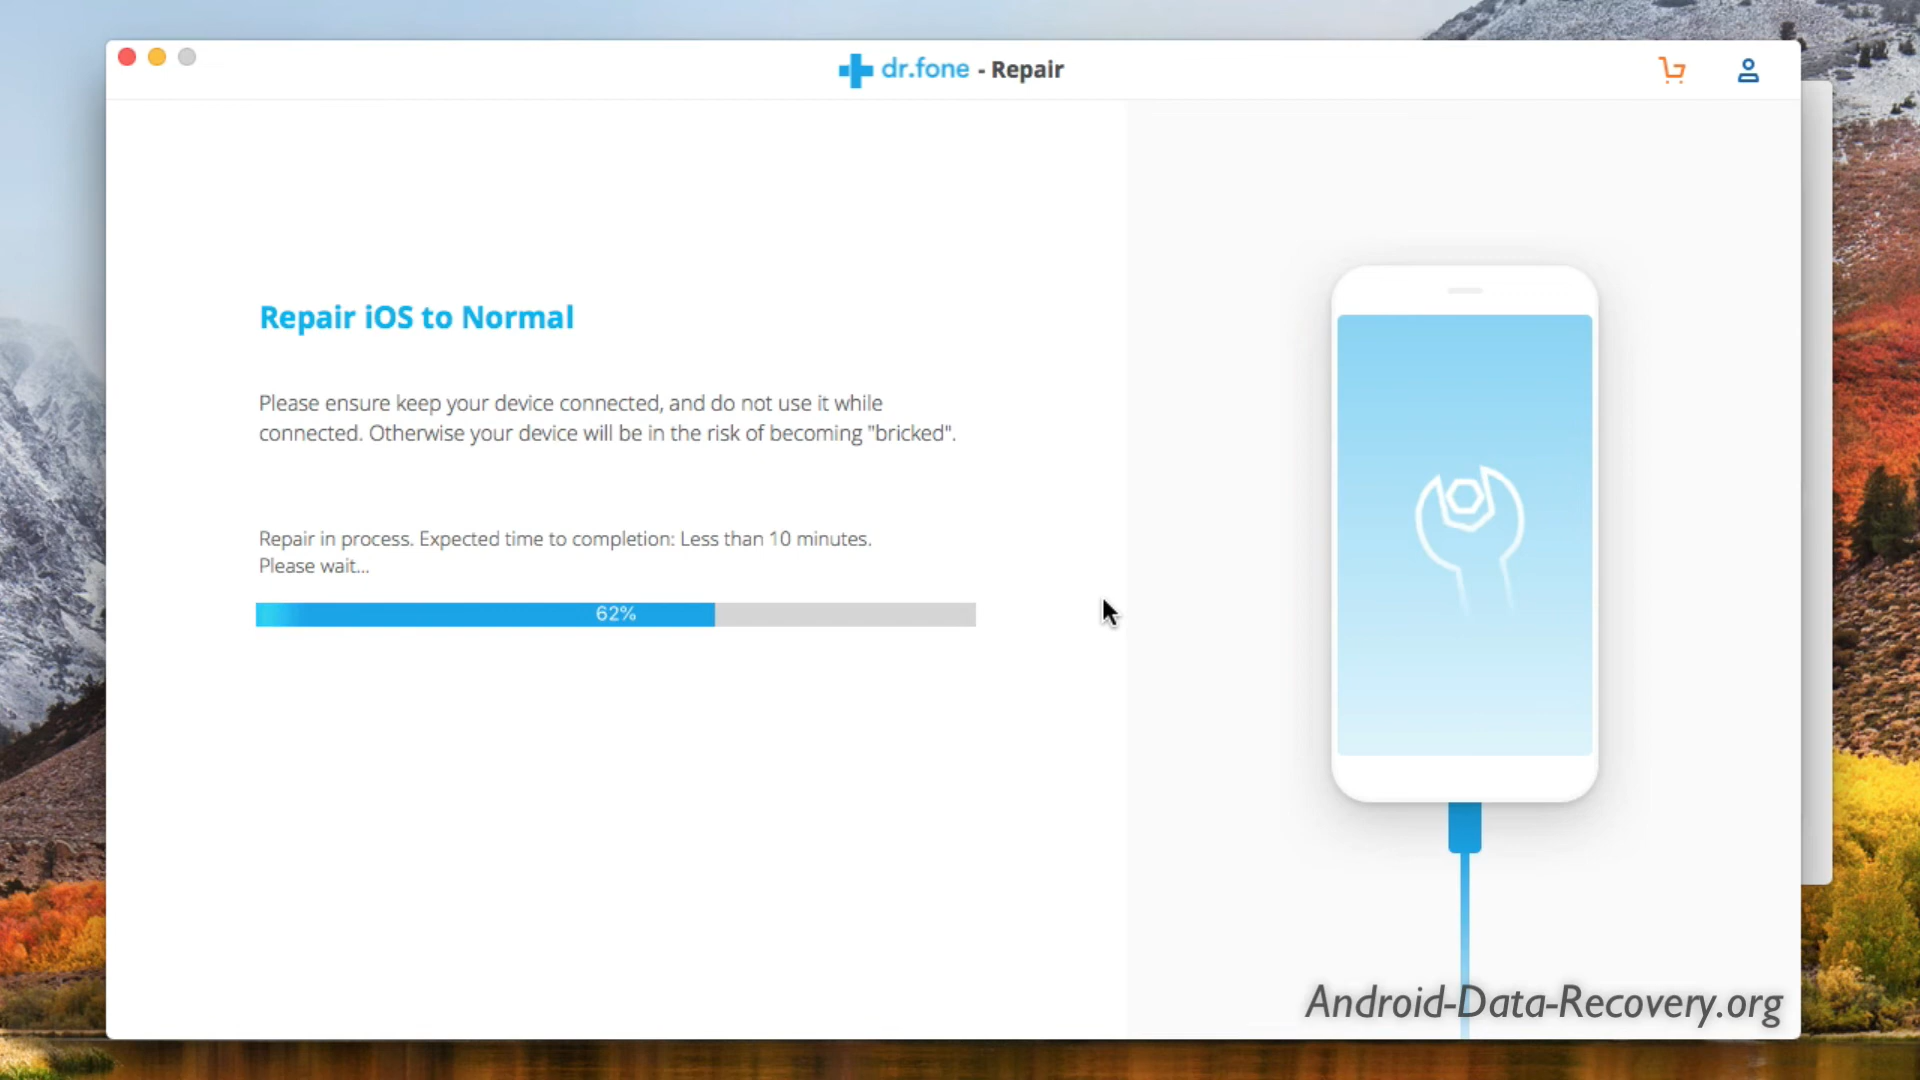 dr.fone - Repair
Repair iOS to Normal
Please ensure keep your device connected, and do not use it while
connected. Otherwise your device will be in the risk of becoming "bricked".
Repair in process. Expected time to completion: Less than 10 minutes.
Please wait...
62%
Android-Data-Recovery.org